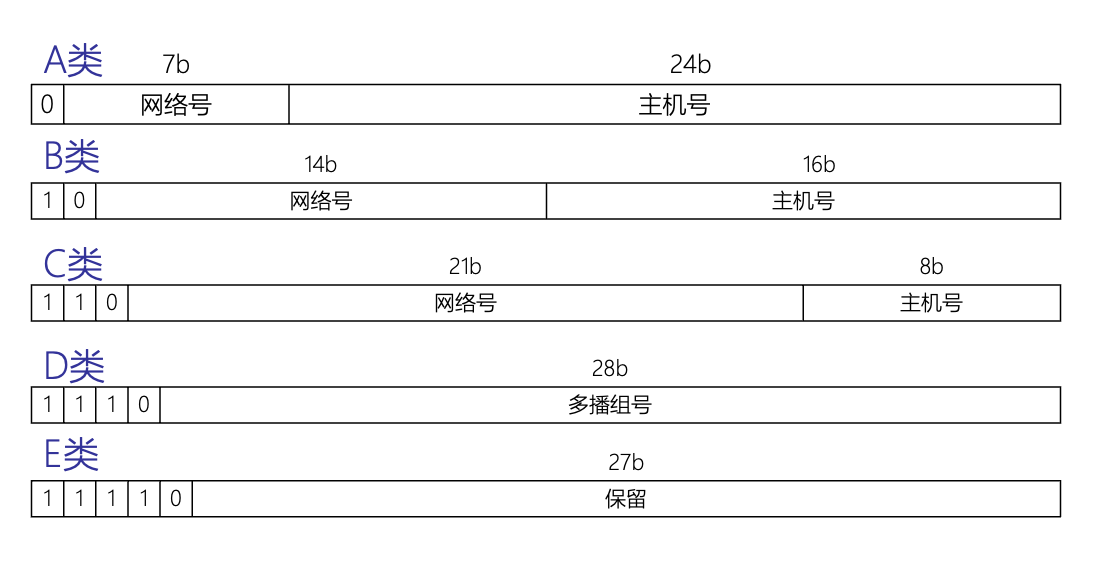 A类
7b 24b
0 网络号 主机号
B类
14b 16b
1 0 网络号 主机号
C类
21b 8b
1 1 0 网络号 主机号
D类
28b
1 1 1 0 多播组号
E类
27b
1 1 1 1 0 保留